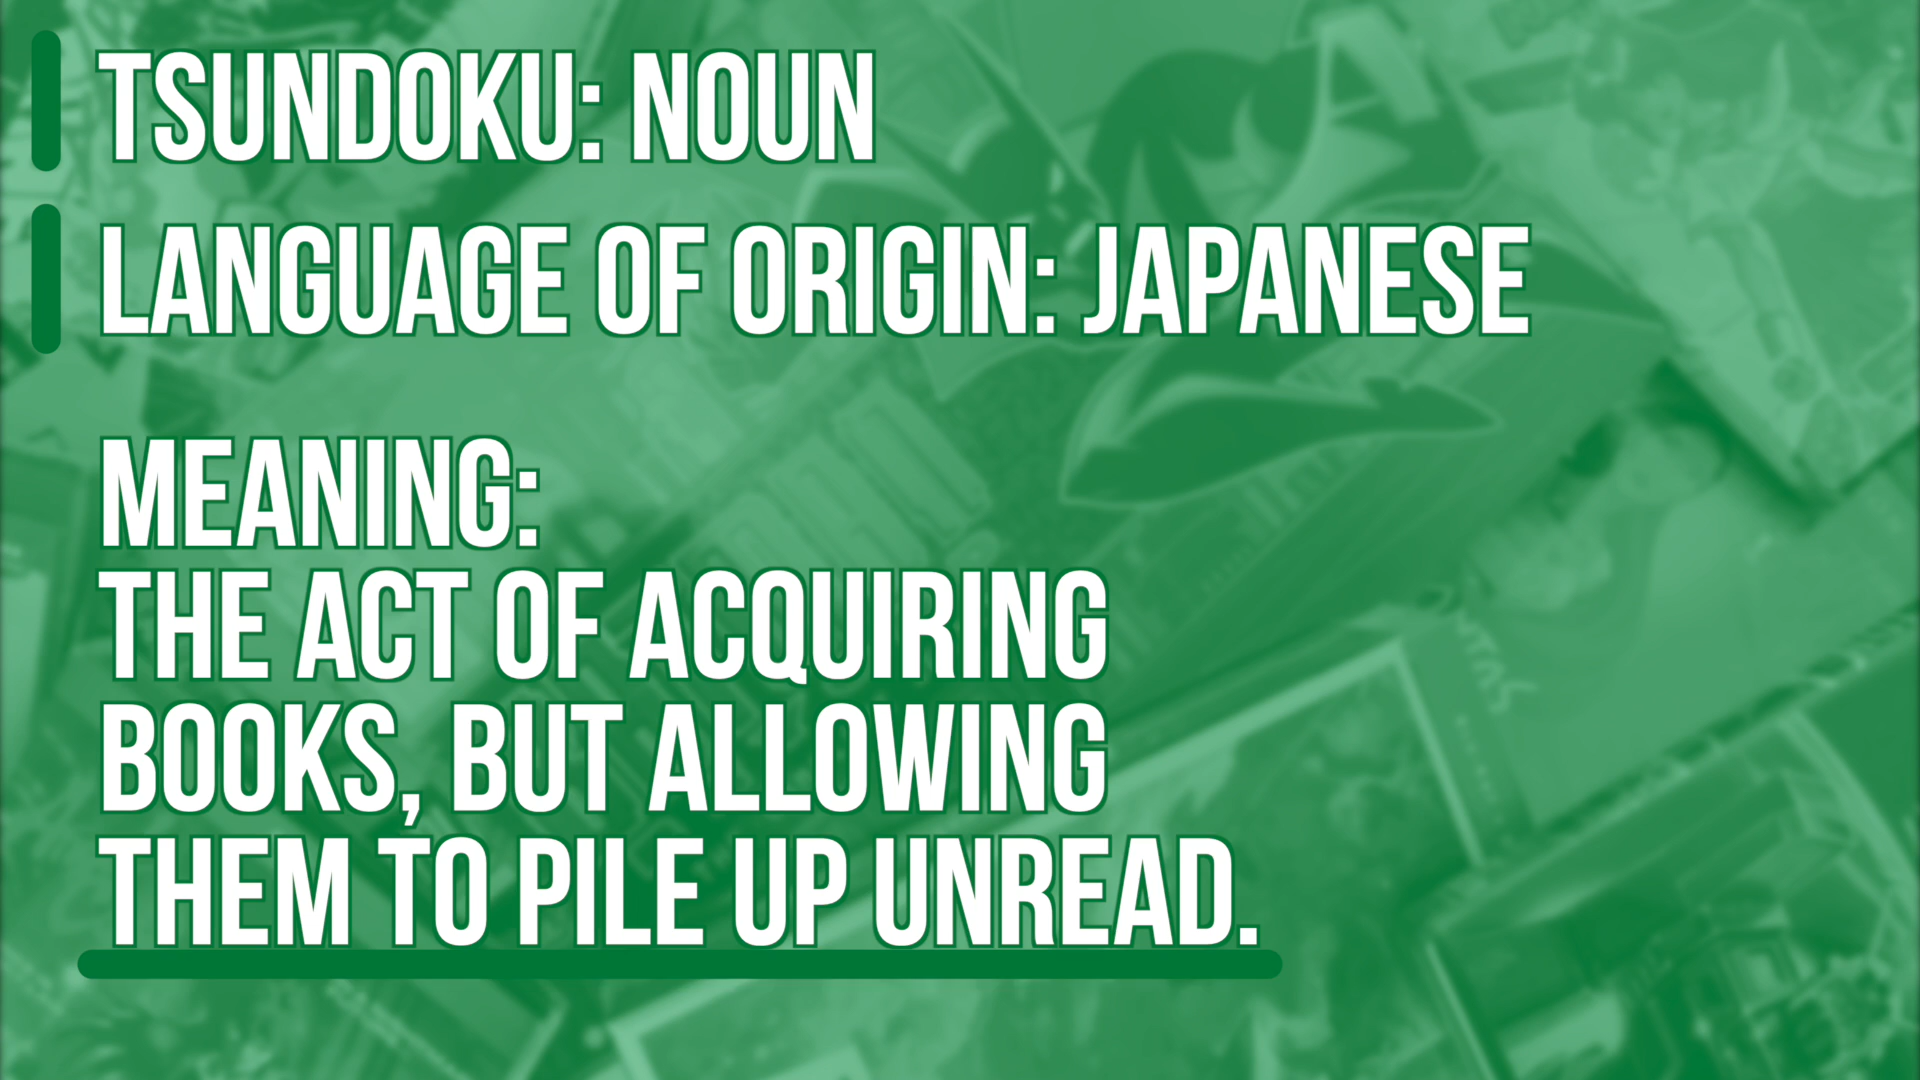 TSUNDOKU: NOUN
LANGUAGE OF ORIGIN: JAPANESE
MEANING:
THE ACT OF ACQUIRING
BOOKS, BUT ALLOWING
THEM TO PILE UP UNREAD.